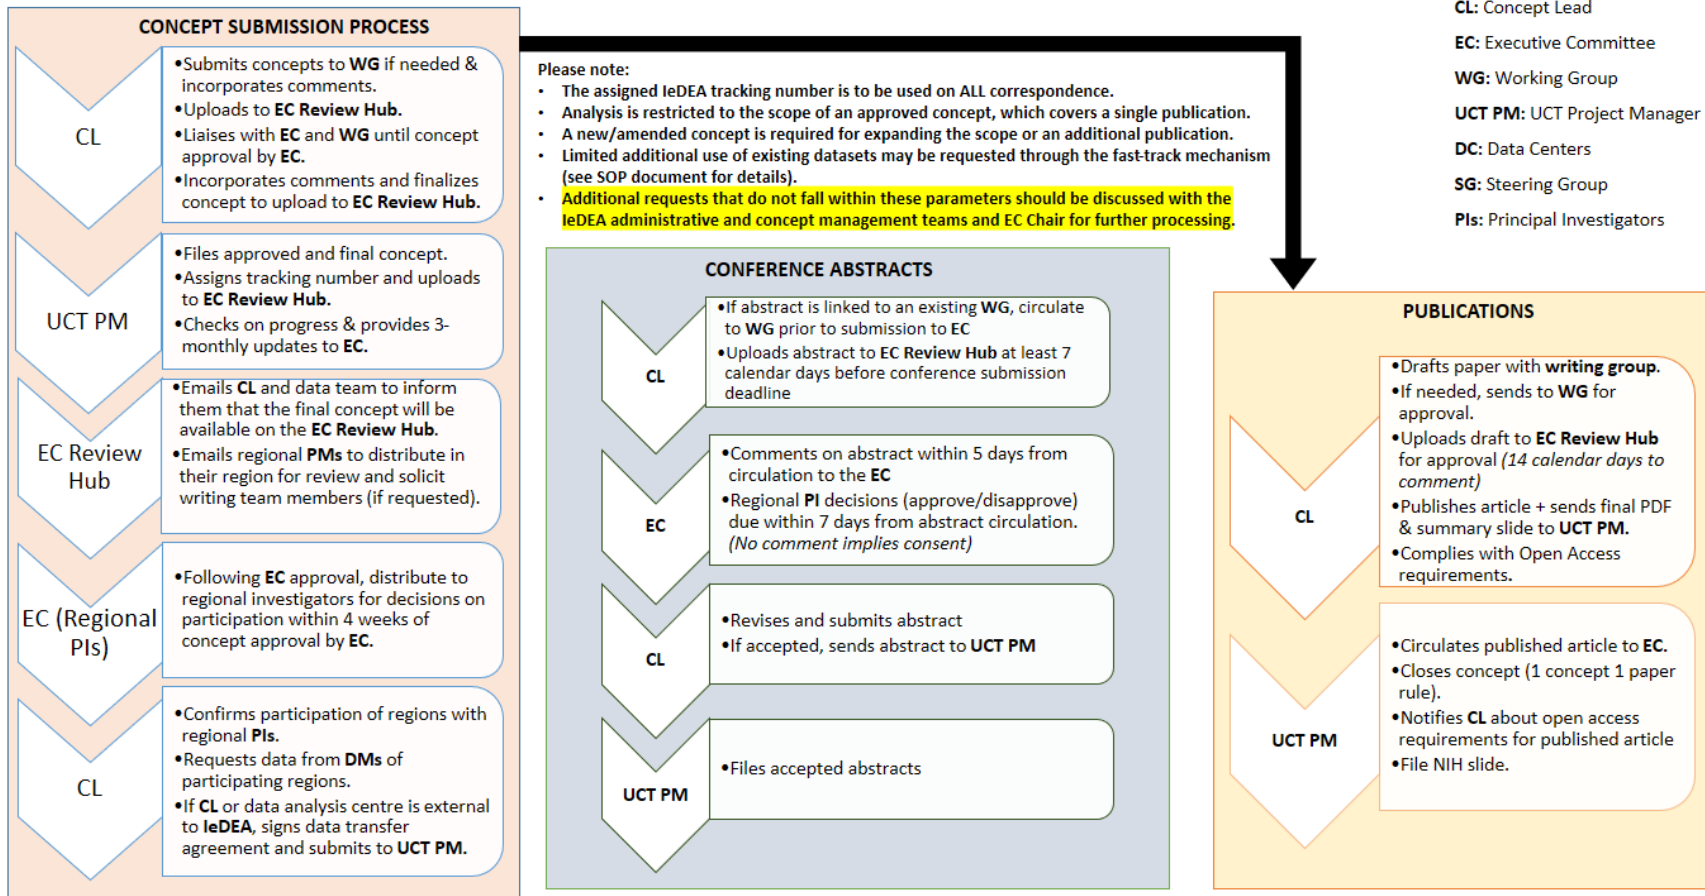 CONCEPT SUBMISSION PROCESS
CL
•Submits concepts to WG if needed &
incorporates comments.
•Uploads to EC Review Hub.
•Liaises with EC and WG until concept
approval by EC.
•Incorporates comments and finalizes
concept to upload to EC Review Hub.
UCT PM
•Files approved and final concept.
•Assigns tracking number and uploads
to EC Review Hub.
•Checks on progress & provides 3-
monthly updates to EC.
EC Review
Hub
•Emails CL and data team to inform
them that the final concept will be
available on the EC Review Hub.
•Emails regional PMs to distribute in
their region for review and solicit
writing team members (if requested).
EC (Regional
PIs)
•Following EC approval, distribute to
regional investigators for decisions on
participation within 4 weeks of
concept approval by EC.
CL
•Confirms participation of regions with
regional PIs.
•Requests data from DMs of
participating regions.
•If CL or data analysis centre is external
to IeDEA, signs data transfer
agreement and submits to UCT PM.
Please note:
• The assigned IeDEA tracking number is to be used on ALL correspondence.
• Analysis is restricted to the scope of an approved concept, which covers a single publication.
• A new/amended concept is required for expanding the scope or an additional publication.
• Limited additional use of existing datasets may be requested through the fast-track mechanism
(see SOP document for details).
• Additional requests that do not fall within these parameters should be discussed with the
IeDEA administrative and concept management teams and EC Chair for further processing.
CL: Concept Lead
EC: Executive Committee
WG: Working Group
UCT PM: UCT Project Manager
DC: Data Centers
SG: Steering Group
PIs: Principal Investigators
CONFERENCE ABSTRACTS
CL
•If abstract is linked to an existing WG, circulate
to WG prior to submission to EC
•Uploads abstract to EC Review Hub at least 7
calendar days before conference submission
deadline
EC
•Comments on abstract within 5 days from
circulation to the EC
•Regional PI decisions (approve/disapprove)
due within 7 days from abstract circulation.
(No comment implies consent)
CL
•Revises and submits abstract
•If accepted, sends abstract to UCT PM
UCT PM
•Files accepted abstracts
PUBLICATIONS
CL
•Drafts paper with writing group.
•If needed, sends to WG for
approval.
•Uploads draft to EC Review Hub
for approval (14 calendar days to
comment)
•Publishes article + sends final PDF
& summary slide to UCT PM.
•Complies with Open Access
requirements.
UCT PM
•Circulates published article to EC.
•Closes concept (1 concept 1 paper
rule).
•Notifies CL about open access
requirements for published article
•File NIH slide.